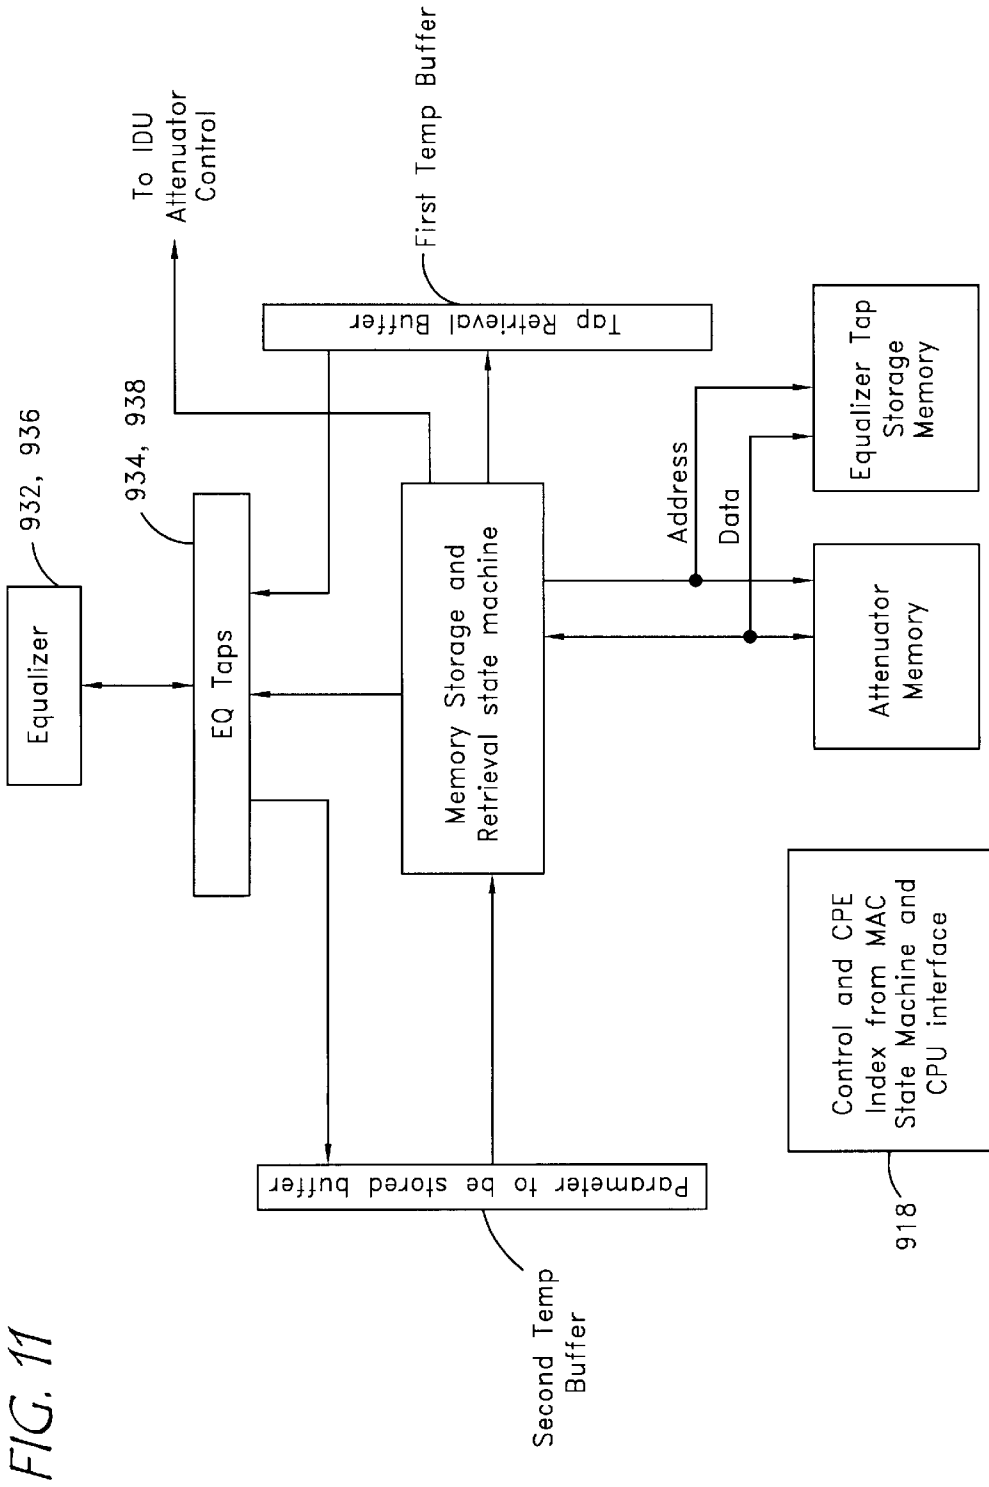 FIG. 11
Equalizer
932, 936
EQ Taps
934, 938
To IDU
Attenuator
Control
Second Temp
Buffer
Parameter to be stored buffer
Memory Storage and
Retrieval state machine
Tap Retrieval Buffer
First Temp Buffer
Address
Data
918
Control and CPE
Index from MAC
State Machine and
CPU interface
Attenuator
Memory
Equalizer Tap
Storage
Memory